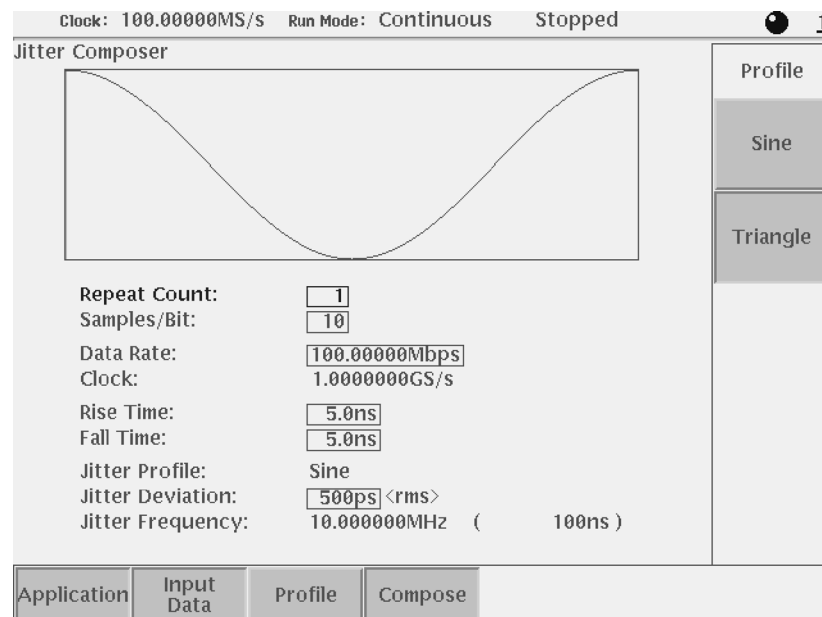 Clock: 100.00000MS/s Run Mode: Continuous Stopped
Jitter Composer
Profile
Sine
Triangle
Repeat Count: 1
Samples/Bit: 10
Data Rate: 100.00000Mbps
Clock: 1.0000000GS/s
Rise Time: 5.0ns
Fall Time: 5.0ns
Jitter Profile: Sine
Jitter Deviation: 500ps <rms>
Jitter Frequency: 10.000000MHz ( 100ns )
Application
Input
Data
Profile
Compose